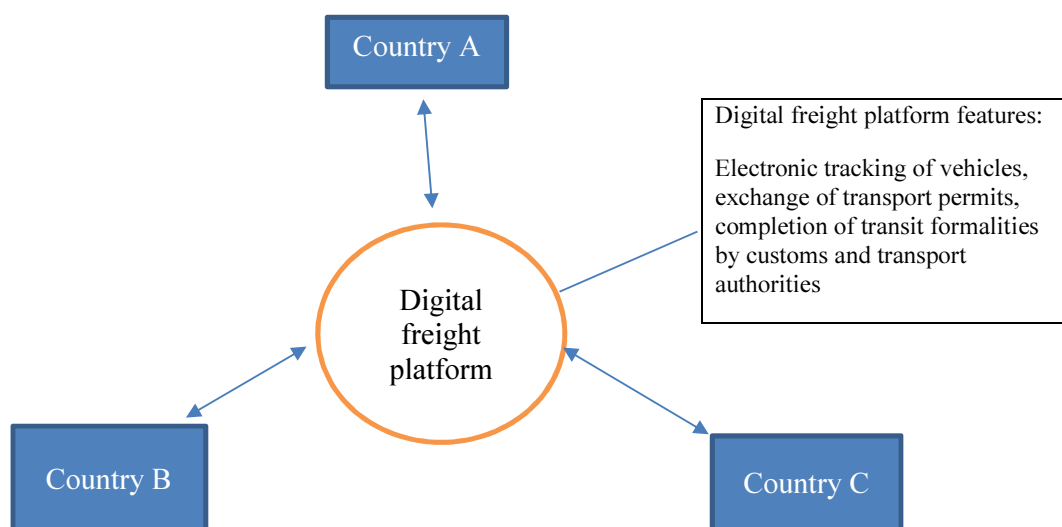 Country A
Digital freight platform features:
Electronic tracking of vehicles,
exchange of transport permits,
completion of transit formalities
by customs and transport
authorities
Digital
freight
platform
Country B
Country C